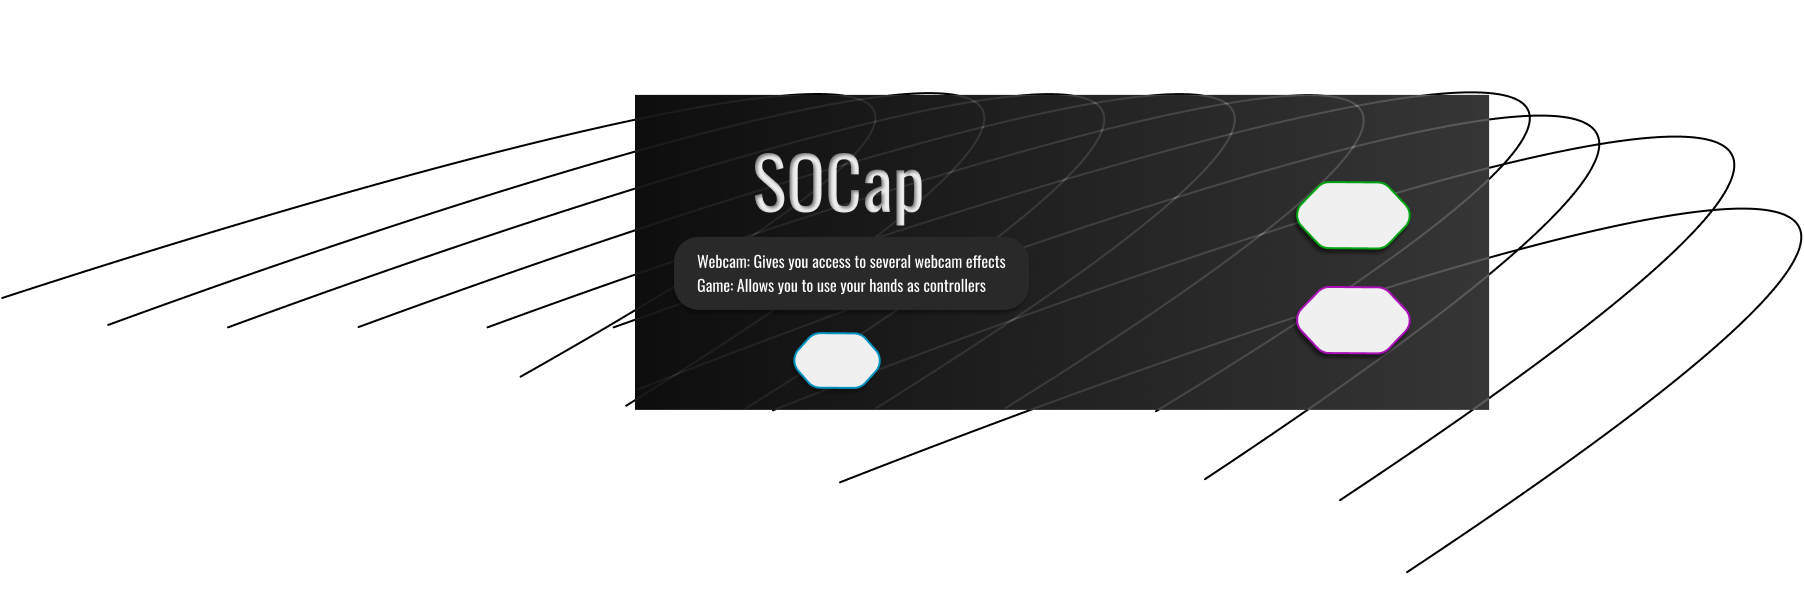 SOCap
Webcam: Gives you access to several webcam effects
Game: Allows you to use your hands as controllers